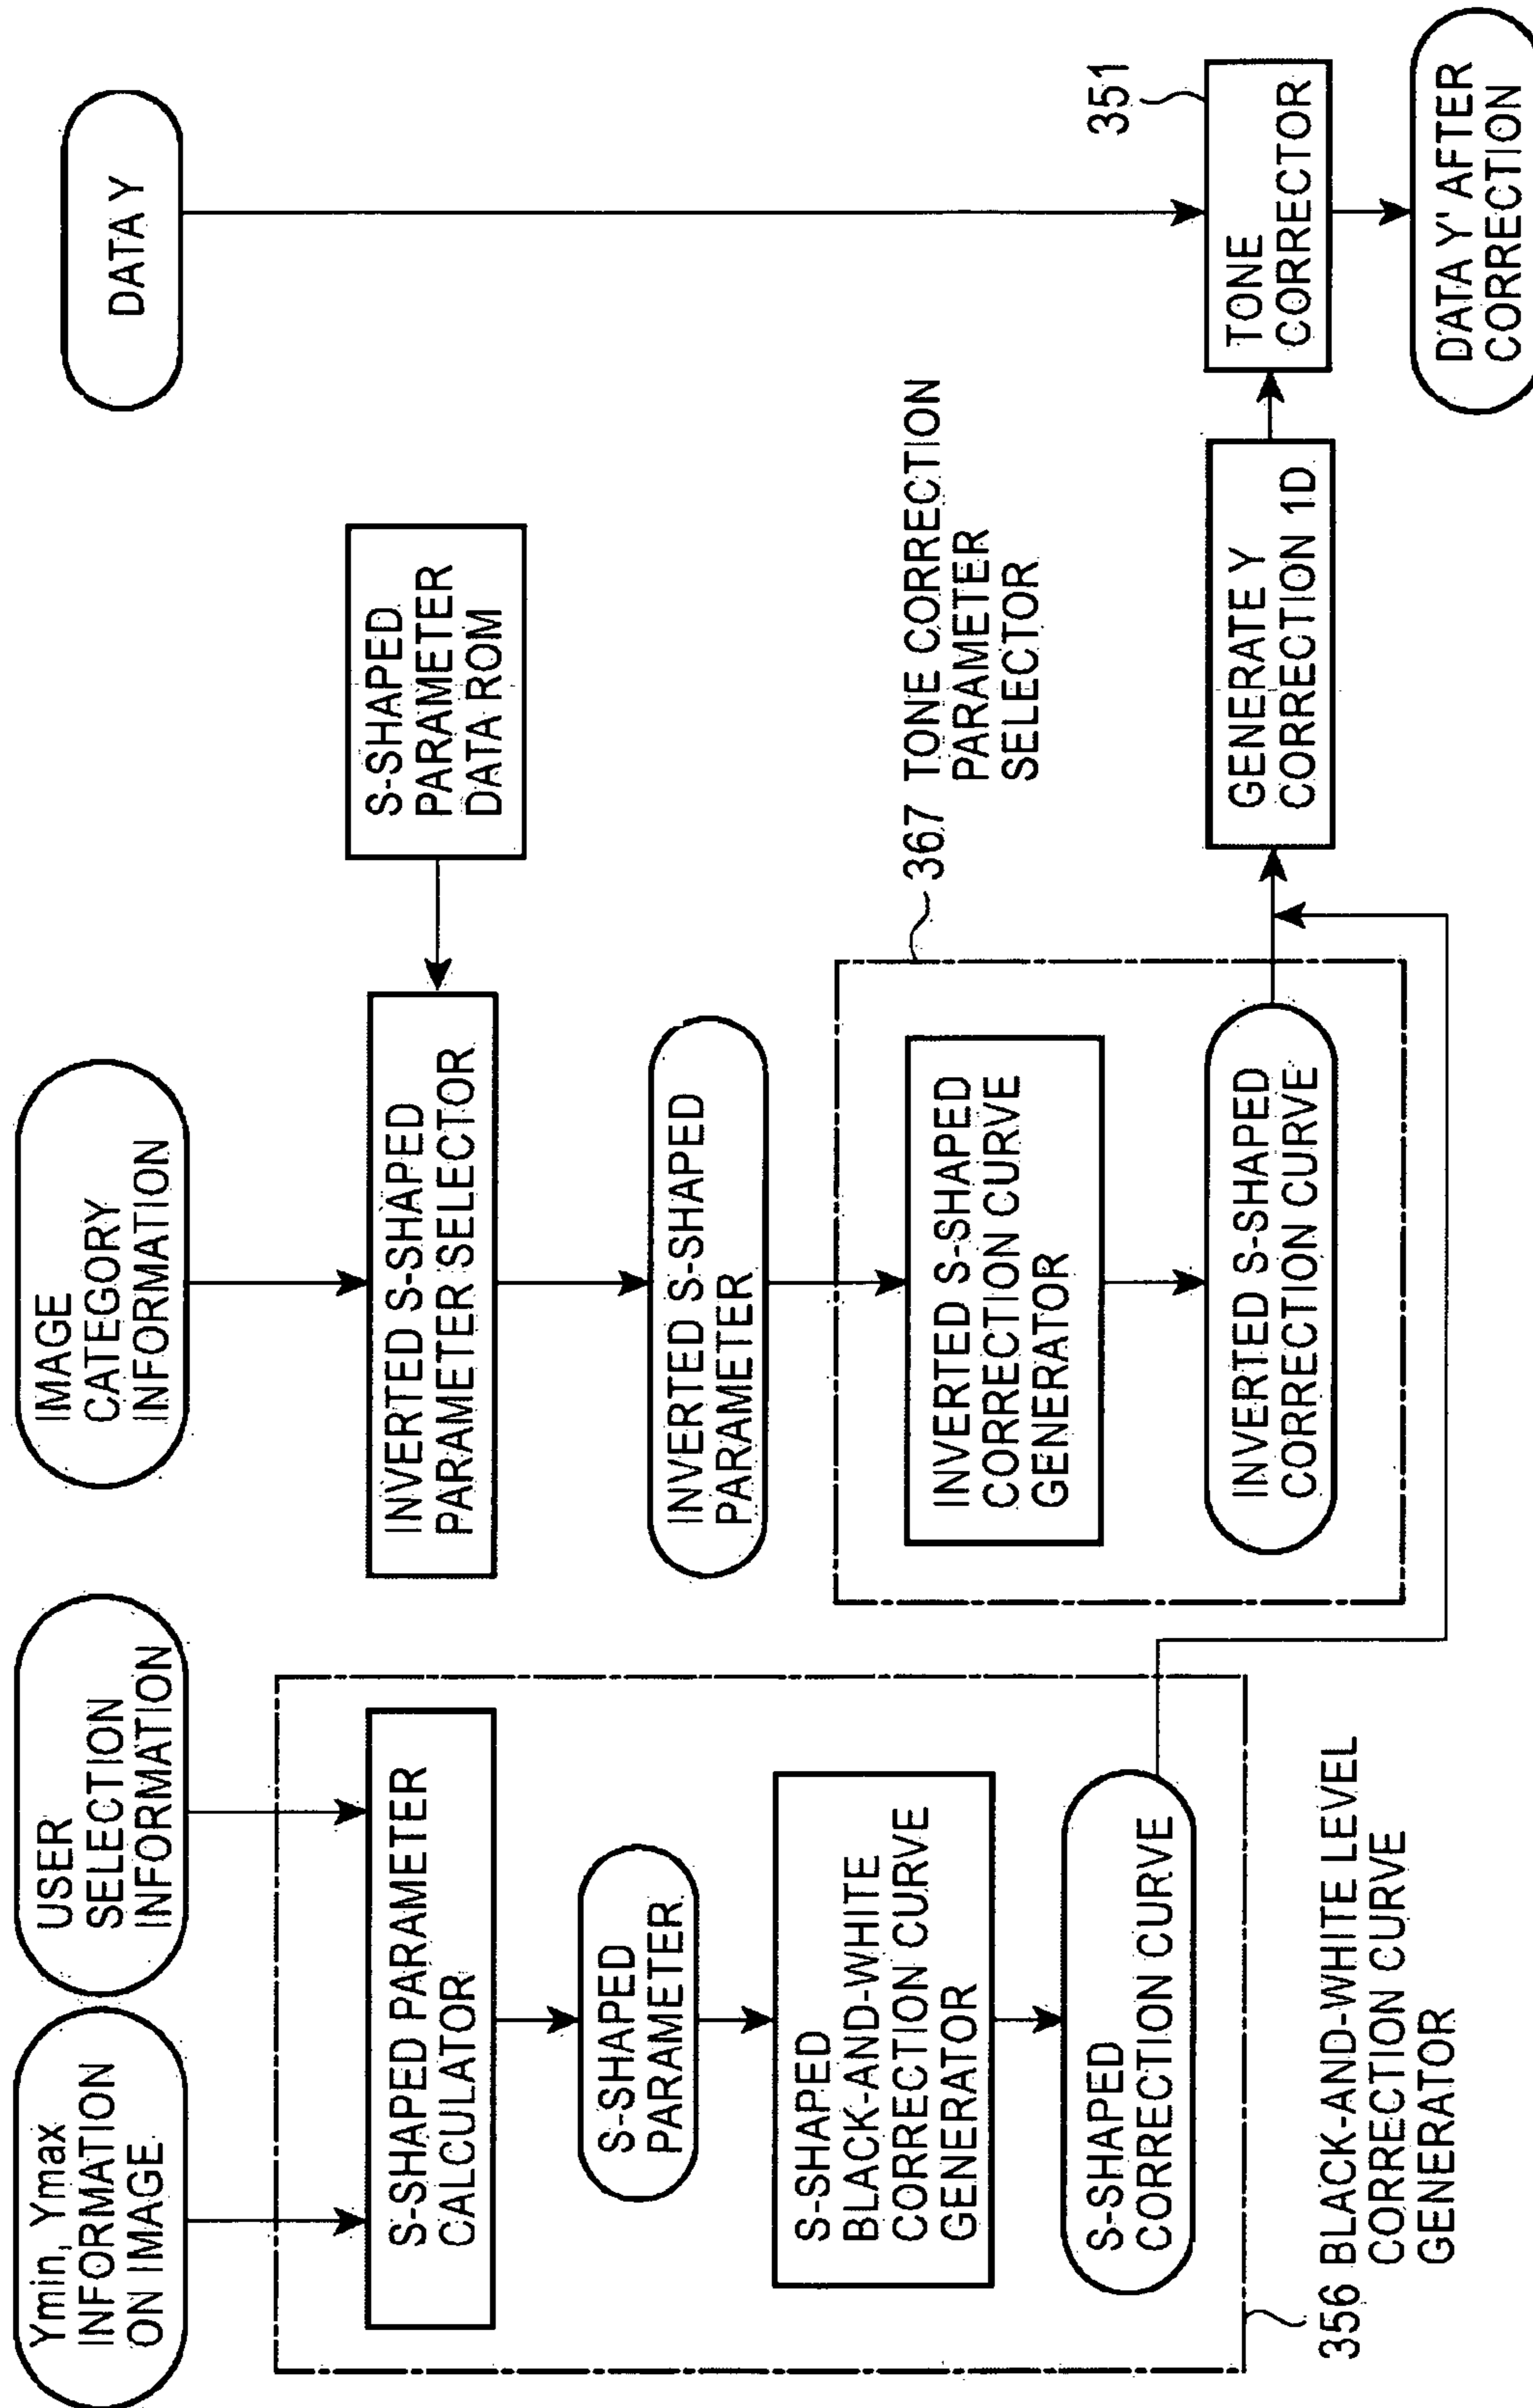 Ymin, Ymax
INFORMATION
ON IMAGE
USER
SELECTION
INFORMATION
IMAGE
CATEGORY
INFORMATION
DATA Y
S-SHAPED PARAMETER
CALCULATOR
INVERTED S-SHAPED
PARAMETER SELECTOR
S-SHAPED
PARAMETER
DATA ROM
S-SHAPED
PARAMETER
INVERTED S-SHAPED
PARAMETER
S-SHAPED
BLACK-AND-WHITE
CORRECTION CURVE
GENERATOR
367 TONE CORRECTION
PARAMETER
SELECTOR
INVERTED S-SHAPED
CORRECTION CURVE
GENERATOR
S-SHAPED
CORRECTION CURVE
INVERTED S-SHAPED
CORRECTION CURVE
GENERATE Y
CORRECTION 1D
351
TONE
CORRECTOR
356 BLACK-AND-WHITE LEVEL
CORRECTION CURVE
GENERATOR
DATA Y' AFTER
CORRECTION